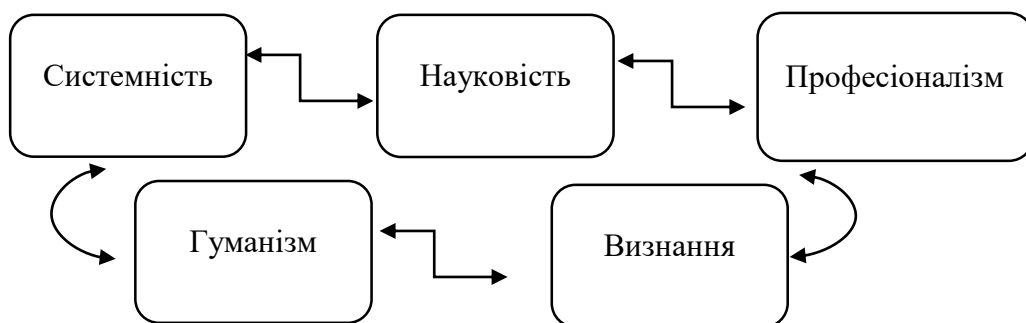 Системність
Науковість
Професіоналізм
Гуманізм
Визнання